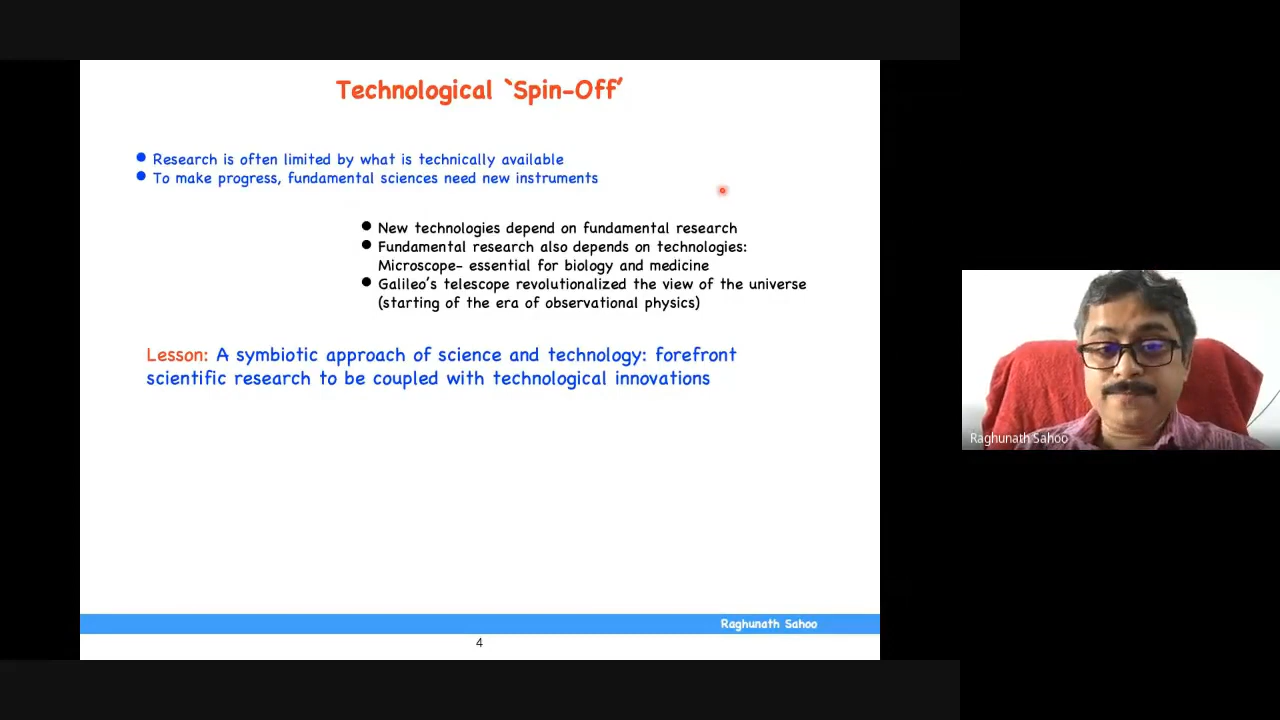 Technological `Spin-Off'
Research is often limited by what is technically available
To make progress, fundamental sciences need new instruments
New technologies depend on fundamental research
Fundamental research also depends on technologies:
Microscope- essential for biology and medicine
Galileo's telescope revolutionalized the view of the universe
(starting of the era of observational physics)
Lesson: A symbiotic approach of science and technology: forefront
scientific research to be coupled with technological innovations
Raghunath Sahoo
Raghunath Sahoo
4